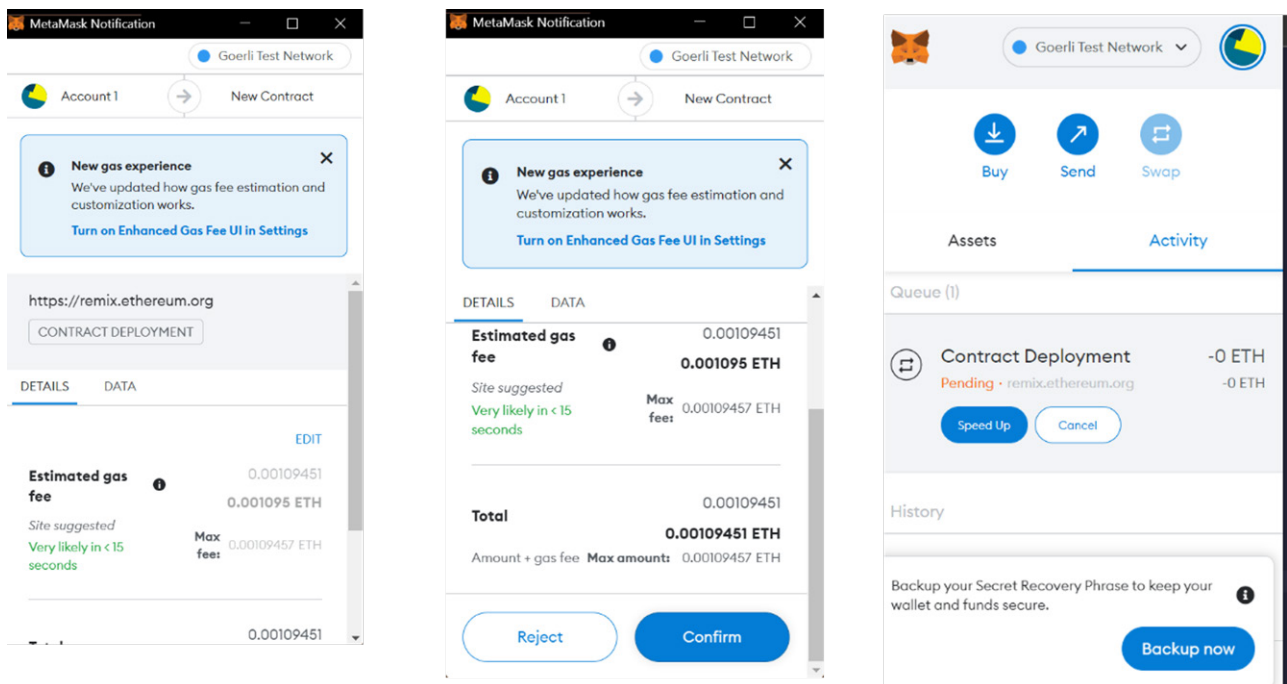 MetaMask Notification
Goerli Test Network
Account 1
New Contract
New gas experience
We've updated how gas fee estimation and
customization works.
Turn on Enhanced Gas Fee UI in Settings
https://remix.ethereum.org
CONTRACT DEPLOYMENT
DETAILS DATA
EDIT
Estimated gas
fee
0.00109451
0.001095 ETH
Site suggested
Very likely in < 15
seconds
Max
fee:
0.00109457 ETH
0.00109451
MetaMask Notification
Goerli Test Network
Account 1
New Contract
New gas experience
We've updated how gas fee estimation and
customization works.
Turn on Enhanced Gas Fee UI in Settings
DETAILS DATA
Estimated gas
fee
0.00109451
0.001095 ETH
Site suggested
Very likely in < 15
seconds
Max
fee:
0.00109457 ETH
Total
0.00109451
0.00109451 ETH
Amount + gas fee Max amount: 0.00109457 ETH
Reject
Confirm
Goerli Test Network
Buy
Send
Swap
Assets
Activity
Queue (1)
Contract Deployment -0 ETH
Pending · remix.ethereum.org -0 ETH
Speed Up
Cancel
History
Backup your Secret Recovery Phrase to keep your
wallet and funds secure.
Backup now